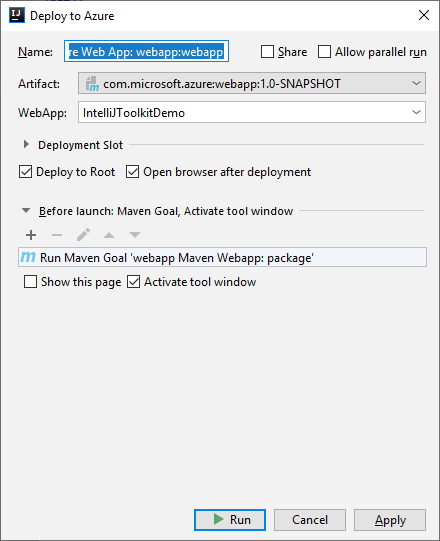 IJ Deploy to Azure
Name: re Web App: webapp:webapp Share Allow parallel run
Artifact: m com.microsoft.azure:webapp:1.0-SNAPSHOT
WebApp: IntelliJToolkitDemo
Deployment Slot
Deploy to Root Open browser after deployment
Before launch: Maven Goal, Activate tool window
m Run Maven Goal 'webapp Maven Webapp: package'
Show this page Activate tool window
Run Cancel Apply